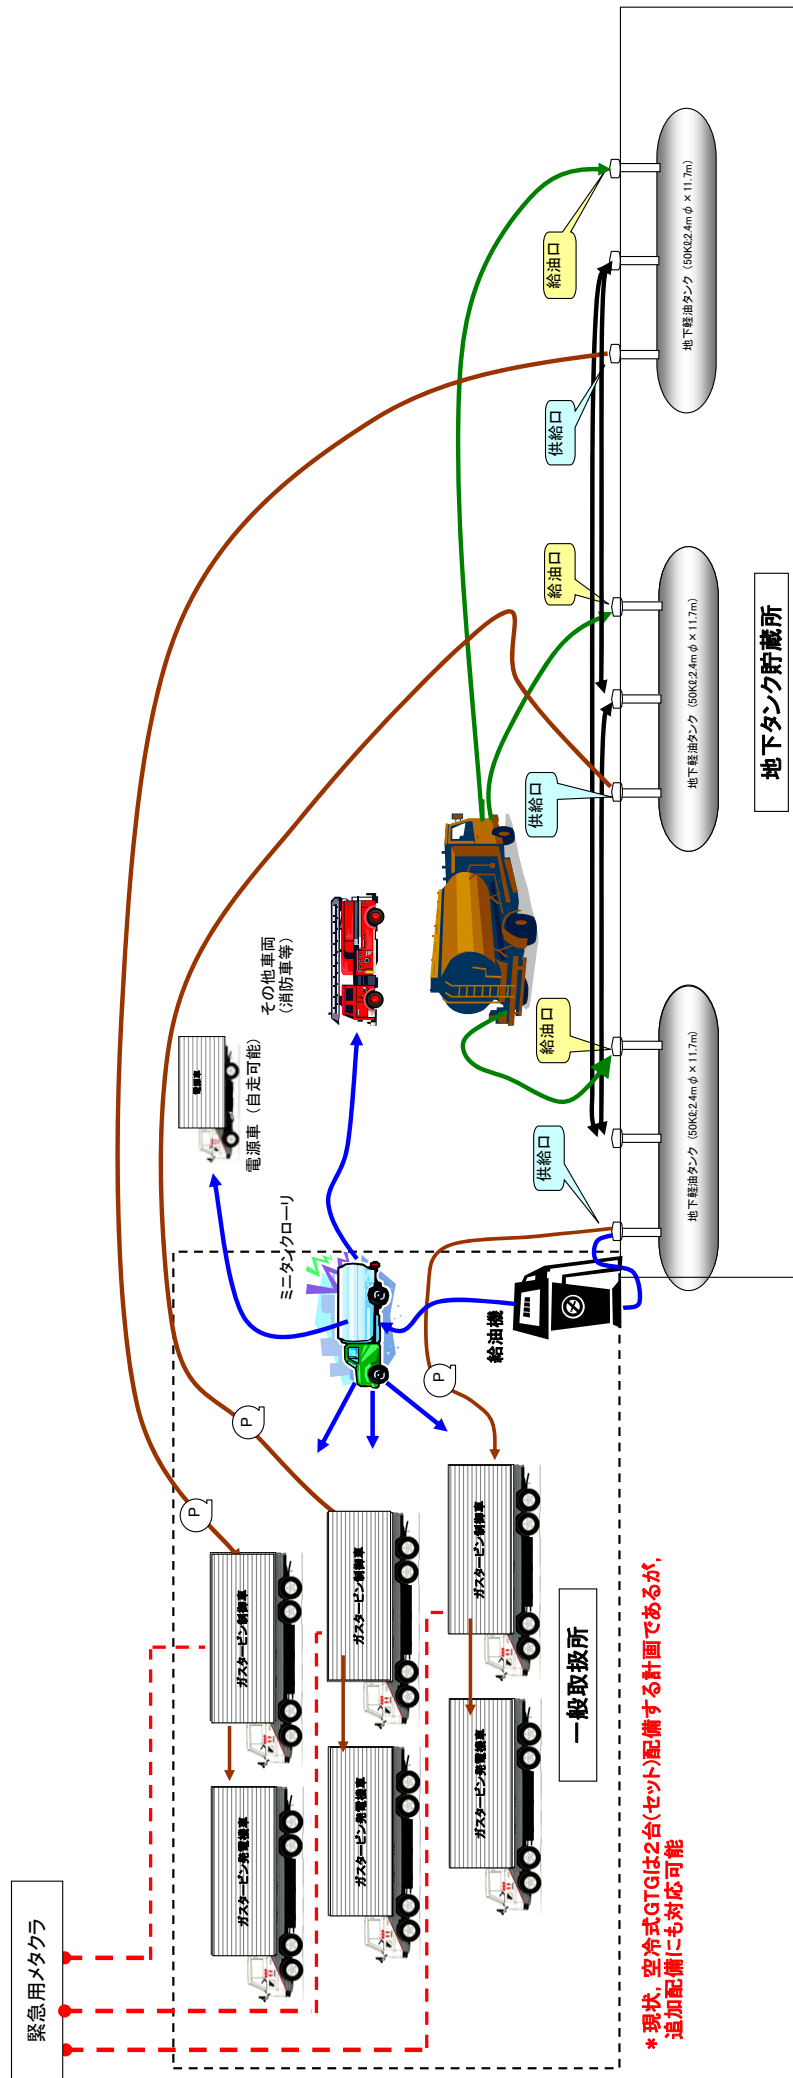 緊急用メタクラ
ガスタービン発電機車
ガスタービン制御車
P
ガスタービン発電機車
ガスタービン制御車
P
ガスタービン発電機車
ガスタービン制御車
P
一般取扱所
ミニタンクローリ
電源車
電源車（自走可能）
その他車両
（消防車等）
給油機
供給口
給油口
供給口
給油口
供給口
給油口
地下軽油タンク（50Kℓ:2.4mφ×11.7m）
地下軽油タンク（50Kℓ:2.4mφ×11.7m）
地下軽油タンク（50Kℓ:2.4mφ×11.7m）
地下タンク貯蔵所
＊現状，空冷式GTGは2台(セット)配備する計画であるが，
追加配備にも対応可能